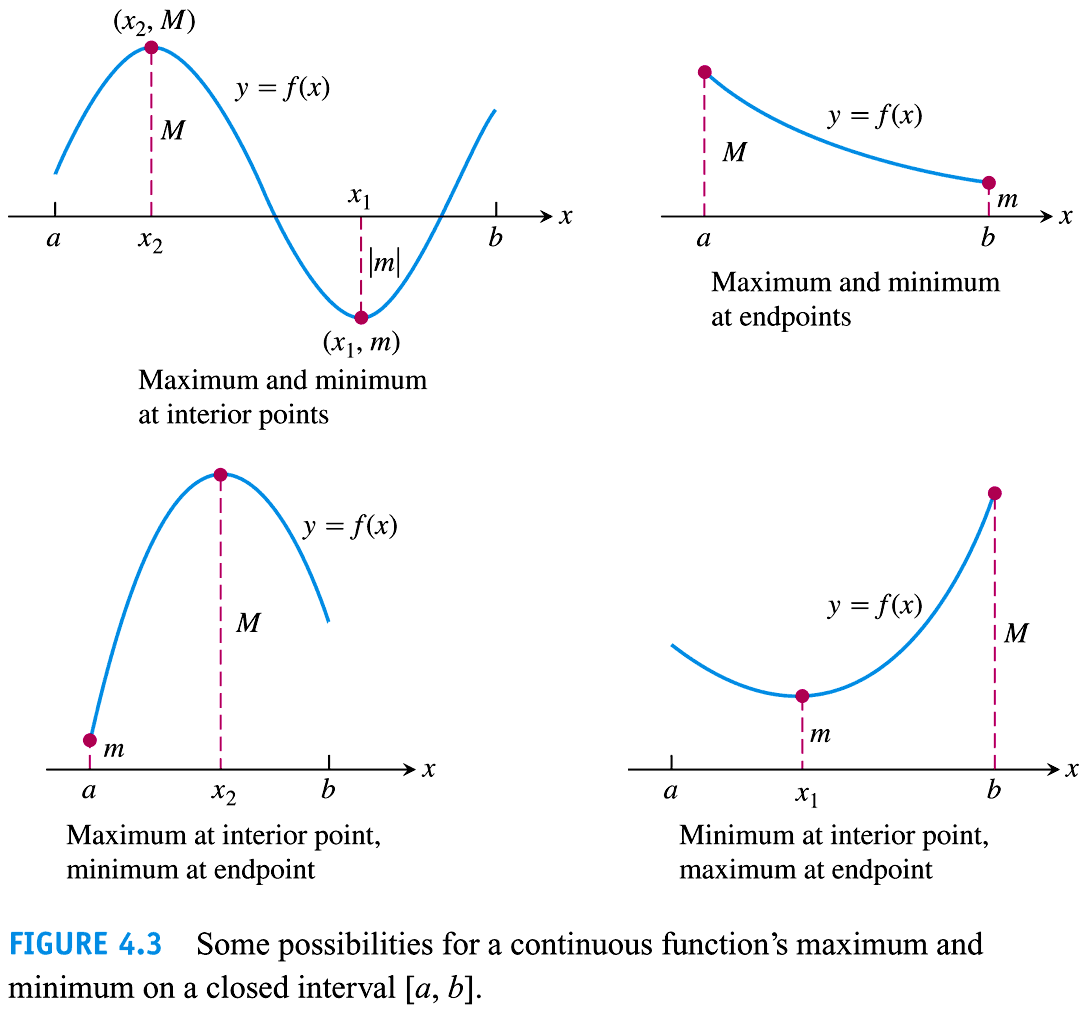 (x₂, M)
y = f(x)
M
x₁
a
x₂
b
x
|m|
(x₁, m)
Maximum and minimum
at interior points
y = f(x)
M
m
a
b
x
Maximum and minimum
at endpoints
y = f(x)
M
m
a
x₂
b
x
Maximum at interior point,
minimum at endpoint
y = f(x)
M
m
a
x₁
b
x
Minimum at interior point,
maximum at endpoint
FIGURE 4.3 Some possibilities for a continuous function’s maximum and
minimum on a closed interval [a, b].